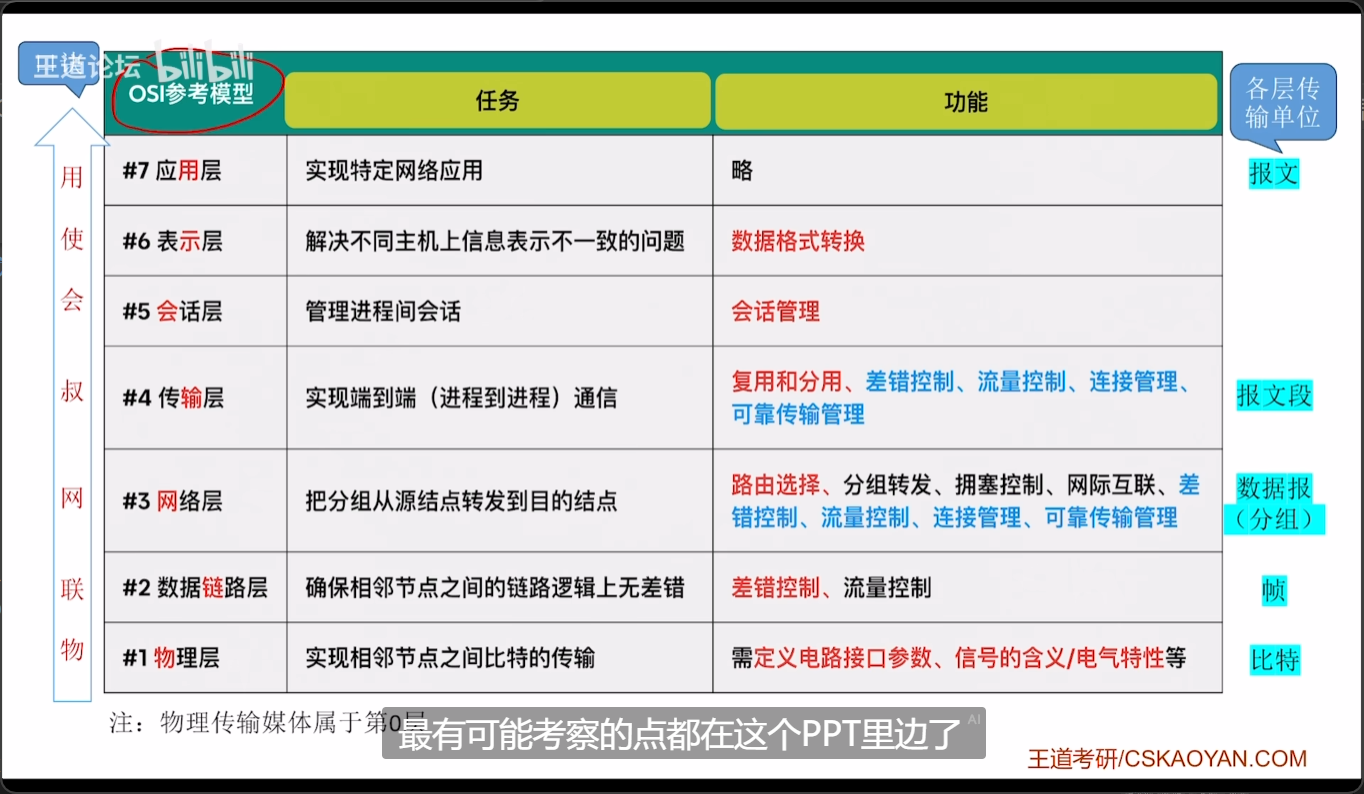 王道论坛
bilibili
OSI参考模型
任务
功能
各层传
输单位
用
#7 应用层
实现特定网络应用
略
报文
使
#6 表示层
解决不同主机上信息表示不一致的问题
数据格式转换
会
#5 会话层
管理进程间会话
会话管理
叔
#4 传输层
实现端到端（进程到进程）通信
复用和分用、差错控制、流量控制、连接管理、
可靠传输管理
报文段
网
#3 网络层
把分组从源结点转发到目的结点
路由选择、分组转发、拥塞控制、网际互联、差
错控制、流量控制、连接管理、可靠传输管理
数据报
（分组）
联
#2 数据链路层
确保相邻节点之间的链路逻辑上无差错
差错控制、流量控制
帧
物
#1 物理层
实现相邻节点之间比特的传输
需定义电路接口参数、信号的含义/电气特性等
比特
注：物理传输媒体属于第0层
最有可能考察的点都在这个PPT里边了
AI
王道考研/CSKAOYAN.COM